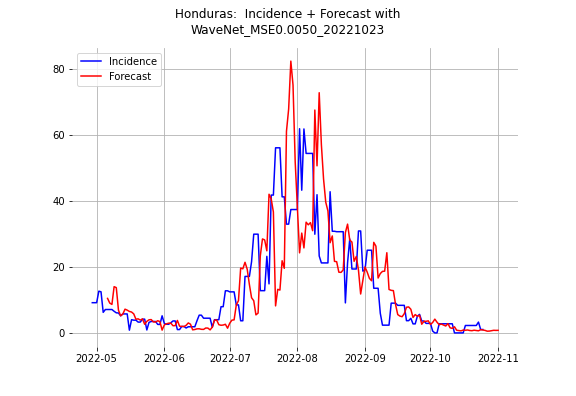 Honduras:  Incidence + Forecast with
WaveNet_MSE0.0050_20221023
Incidence
Forecast
80
60
40
20
0
2022-05 2022-06 2022-07 2022-08 2022-09 2022-10 2022-11